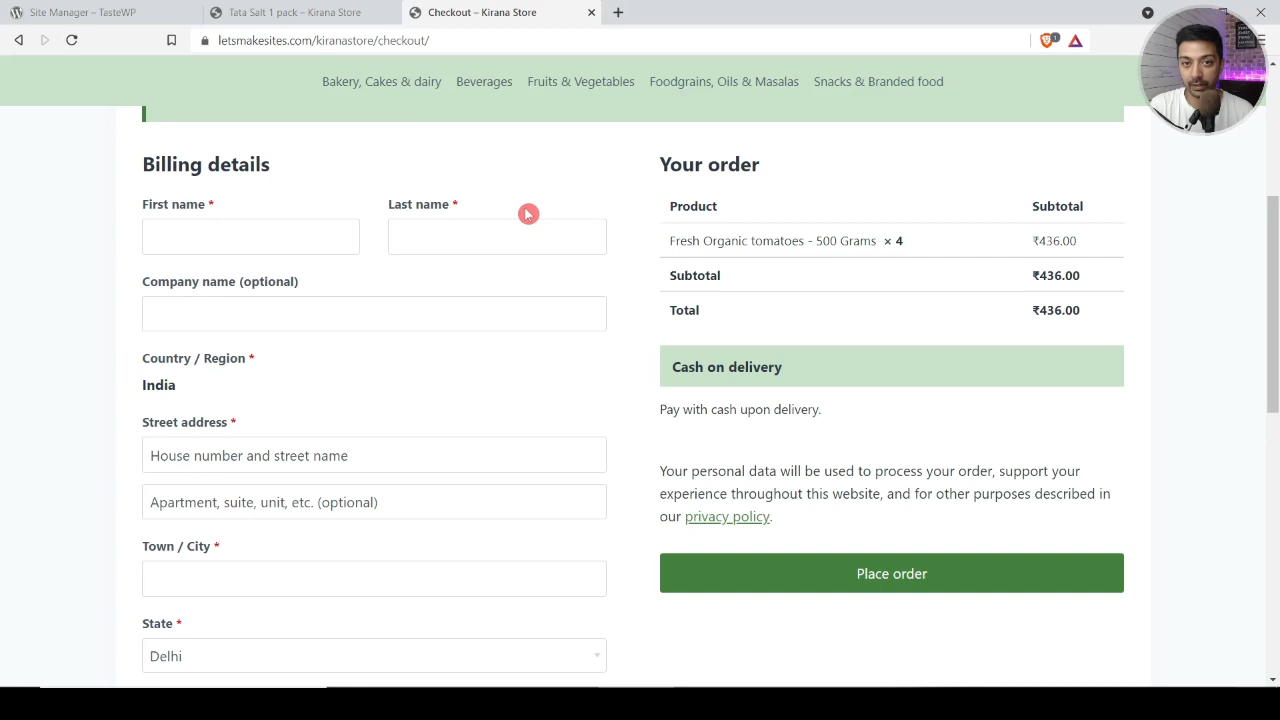 Site Manager – TasteWP
Tata Salt 1 pack – Kirana Store
Checkout – Kirana Store
letsmakesites.com/kiranastore/checkout/
1
Bakery, Cakes & dairy Beverages Fruits & Vegetables Foodgrains, Oils & Masalas Snacks & Branded food
Billing details
First name *
Last name *
Company name (optional)
Country / Region *
India
Street address *
House number and street name
Apartment, suite, unit, etc. (optional)
Town / City *
State *
Delhi
Your order
Product Subtotal
Fresh Organic tomatoes - 500 Grams × 4 ₹436.00
Subtotal ₹436.00
Total ₹436.00
Cash on delivery
Pay with cash upon delivery.
Your personal data will be used to process your order, support your
experience throughout this website, and for other purposes described in
our privacy policy.
Place order